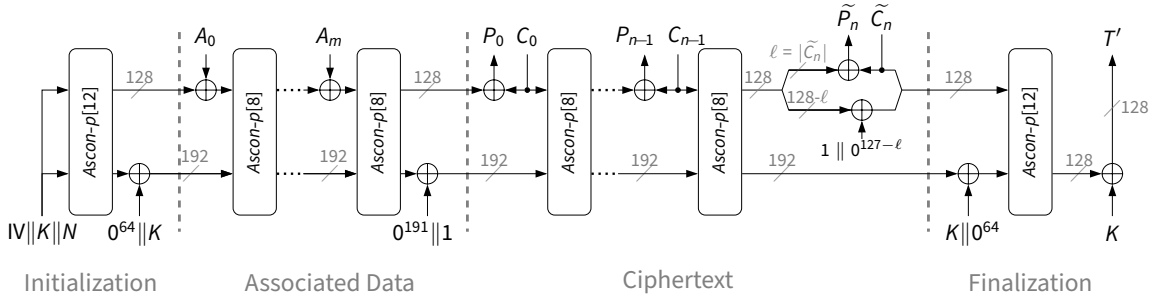 A₀ Aₘ P₀ C₀ Pₙ₋₁ Cₙ₋₁ P̃ₙ C̃ₙ T′
ℓ = |C̃ₙ|
128 128 128 128 128
128-ℓ 128
Ascon-p[12] Ascon-p[8] Ascon-p[8] Ascon-p[8] Ascon-p[8] Ascon-p[12]
1 ∥ 0¹²⁷⁻ℓ
192 192 192 192 192 128
IV∥K∥N 0⁶⁴∥K 0¹⁹¹∥1 K∥0⁶⁴ K
Initialization Associated Data Ciphertext Finalization